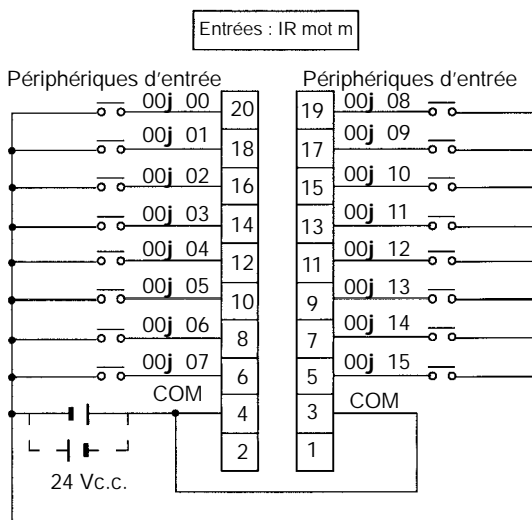 Entrées : IR mot m
Périphériques d'entrée Périphériques d'entrée
00j 00 20 19 00j 08
00j 01 18 17 00j 09
00j 02 16 15 00j 10
00j 03 14 13 00j 11
00j 04 12 11 00j 12
00j 05 10 9 00j 13
00j 06 8 7 00j 14
00j 07 6 5 00j 15
COM 4 3 COM
2 1
24 Vc.c.